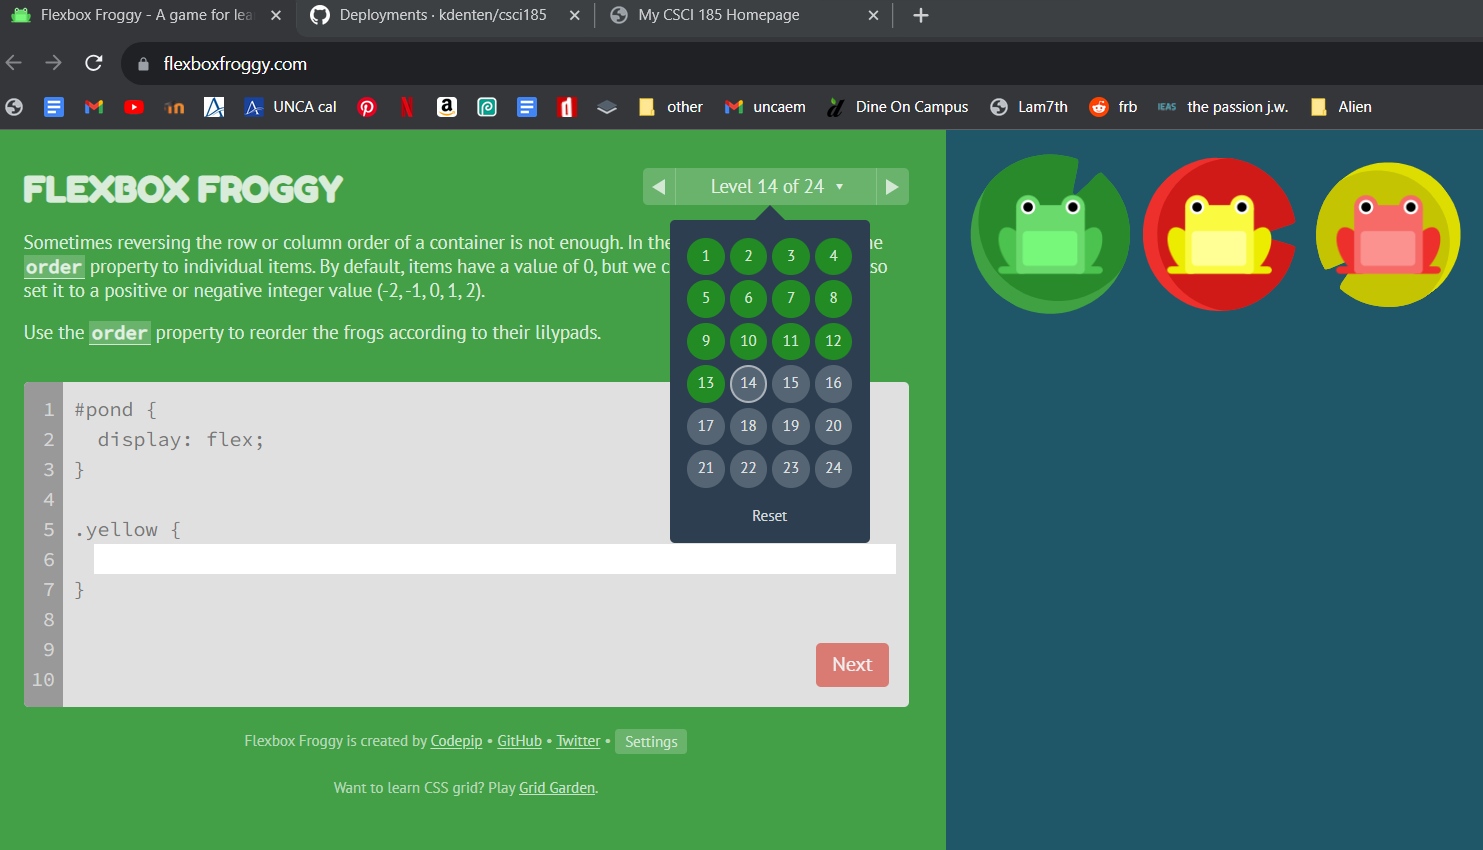 Flexbox Froggy - A game for lea
Deployments · kdenten/csci185
My CSCI 185 Homepage
flexboxfroggy.com
in
UNCA cal
a
d
other
uncaem
Dine On Campus
Lam7th
frb
IEAS
the passion j.w.
Alien
FLEXBOX FROGGY
Level 14 of 24
Sometimes reversing the row or column order of a container is not enough. In the
order property to individual items. By default, items have a value of 0, but we c
so
set it to a positive or negative integer value (-2, -1, 0, 1, 2).
Use the order property to reorder the frogs according to their lilypads.
1 2 3 4
5 6 7 8
9 10 11 12
13 14 15 16
17 18 19 20
21 22 23 24
Reset
1 #pond {
2 display: flex;
3 }
4
5 .yellow {
6
7 }
8
9
10
Next
Flexbox Froggy is created by Codepip • GitHub • Twitter • Settings
Want to learn CSS grid? Play Grid Garden.